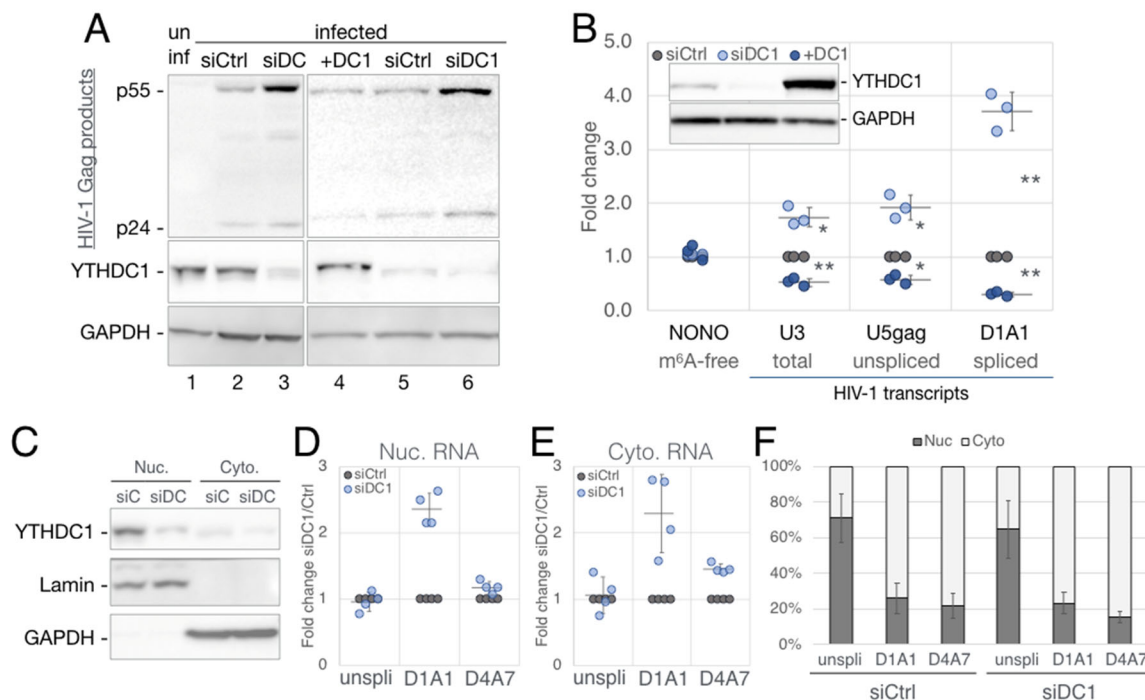 A
un
inf
infected
siCtrl siDC +DC1 siCtrl siDC1
HIV-1 Gag products
p55 -
p24 -
YTHDC1 -
GAPDH -
1 2 3 4 5 6
B
Fold change
5.0
4.0
3.0
2.0
1.0
0.0
siCtrl siDC1 +DC1
- YTHDC1
- GAPDH
*
**
*
*
**
**
NONO U3 U5gag D1A1
m⁶A-free total unspliced spliced
HIV-1 transcripts
C
Nuc. Cyto.
siC siDC siC siDC
YTHDC1 -
Lamin -
GAPDH -
D
Nuc. RNA
Fold change siDC1/Ctrl
3
2
1
0
siCtrl
siDC1
unspli D1A1 D4A7
E
Cyto. RNA
Fold change siDC1/Ctrl
3
2
1
0
siCtrl
siDC1
unspli D1A1 D4A7
F
Nuc Cyto
100%
80%
60%
40%
20%
0%
unspli D1A1 D4A7 unspli D1A1 D4A7
siCtrl siDC1